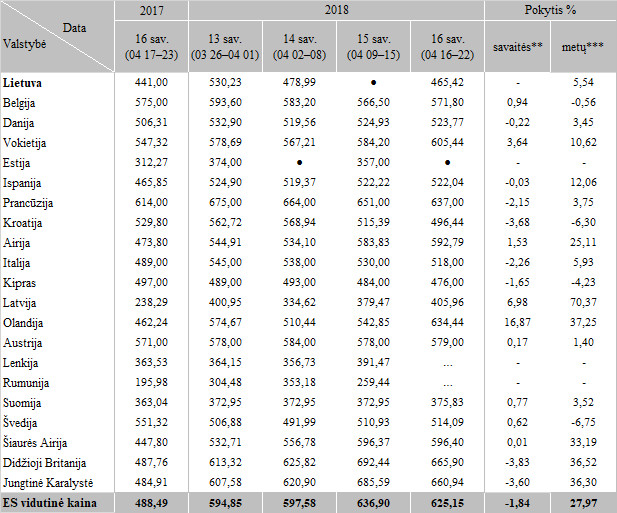 Data
Valstybė
2017
2018
Pokytis %
16 sav.
(04 17–23)
13 sav.
(03 26–04 01)
14 sav.
(04 02–08)
15 sav.
(04 09–15)
16 sav.
(04 16–22)
savaitės**
metų***
Lietuva 441,00 530,23 478,99 ● 465,42 - 5,54
Belgija 575,00 593,60 583,20 566,50 571,80 0,94 -0,56
Danija 506,31 532,90 519,56 524,93 523,77 -0,22 3,45
Vokietija 547,32 578,69 567,21 584,20 605,44 3,64 10,62
Estija 312,27 374,00 ● 357,00 ● - -
Ispanija 465,85 524,90 519,37 522,22 522,04 -0,03 12,06
Prancūzija 614,00 675,00 664,00 651,00 637,00 -2,15 3,75
Kroatija 529,80 562,72 568,94 515,39 496,44 -3,68 -6,30
Airija 473,80 544,91 534,10 583,83 592,79 1,53 25,11
Italija 489,00 545,00 538,00 530,00 518,00 -2,26 5,93
Kipras 497,00 489,00 493,00 484,00 476,00 -1,65 -4,23
Latvija 238,29 400,95 334,62 379,47 405,96 6,98 70,37
Olandija 462,24 574,67 510,44 542,85 634,44 16,87 37,25
Austrija 571,00 578,00 584,00 578,00 579,00 0,17 1,40
Lenkija 363,53 364,15 356,73 391,47 ... - -
Rumunija 195,98 304,48 353,18 259,44 ... - -
Suomija 363,04 372,95 372,95 372,95 375,83 0,77 3,52
Švedija 551,32 506,88 491,99 510,93 514,09 0,62 -6,75
Šiaurės Airija 447,80 532,71 556,78 596,37 596,40 0,01 33,19
Didžioji Britanija 487,76 613,32 625,82 692,44 665,90 -3,83 36,52
Jungtinė Karalystė 484,91 607,58 620,90 685,59 660,94 -3,60 36,30
ES vidutinė kaina 488,49 594,85 597,58 636,90 625,15 -1,84 27,97